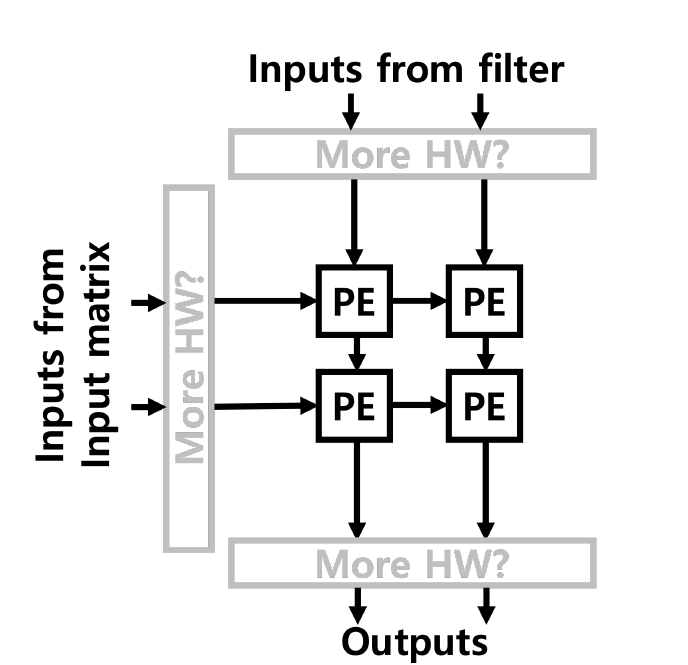 Inputs from filter
More HW?
Inputs from
Input matrix
More HW?
PE
PE
PE
PE
More HW?
Outputs